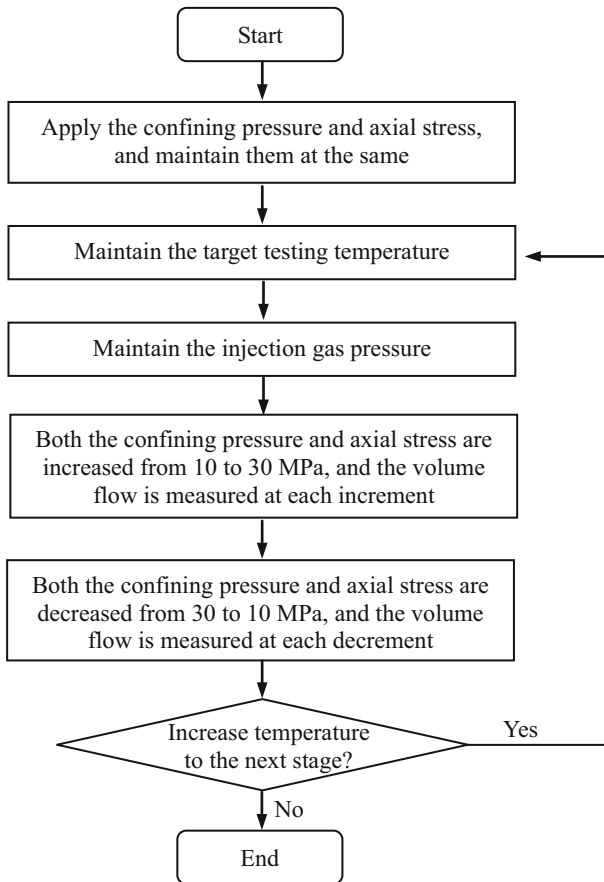 Start
Apply the confining pressure and axial stress,
and maintain them at the same
Maintain the target testing temperature
Maintain the injection gas pressure
Both the confining pressure and axial stress are
increased from 10 to 30 MPa, and the volume
flow is measured at each increment
Both the confining pressure and axial stress are
decreased from 30 to 10 MPa, and the volume
flow is measured at each decrement
Increase temperature
to the next stage?
Yes
No
End